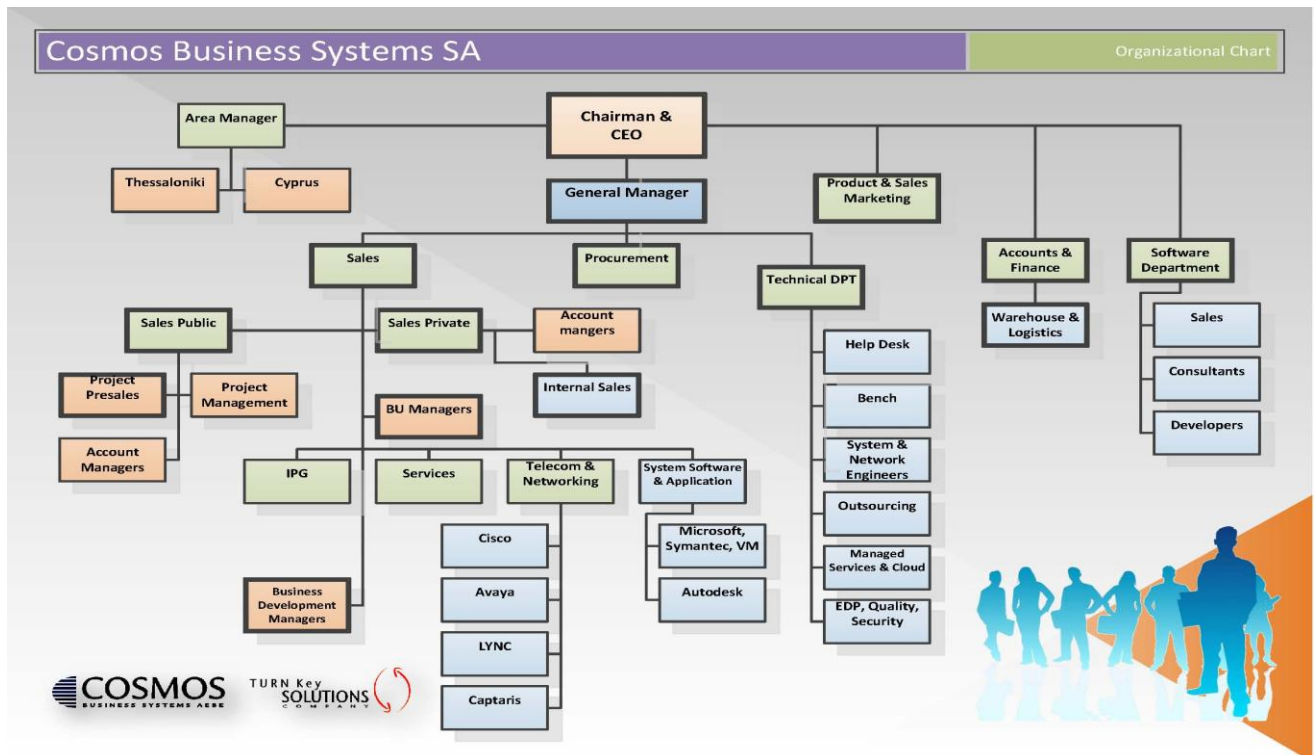 Cosmos Business Systems SA
Organizational Chart
Area Manager
Chairman &
CEO
Thessaloniki
Cyprus
General Manager
Product & Sales
Marketing
Sales
Procurement
Technical DPT
Accounts &
Finance
Software
Department
Sales Public
Sales Private
Account
mangers
Warehouse &
Logistics
Sales
Help Desk
Project
Presales
Project
Management
Internal Sales
Consultants
Bench
BU Managers
Developers
Account
Managers
System &
Network
Engineers
IPG
Services
Telecom &
Networking
System Software
& Application
Outsourcing
Cisco
Microsoft,
Symantec, VM
Managed
Services & Cloud
Business
Development
Managers
Avaya
Autodesk
EDP, Quality,
Security
LYNC
Captaris
COSMOS
BUSINESS SYSTEMS AEBE
TURN Key
SOLUTIONS
COMPANY